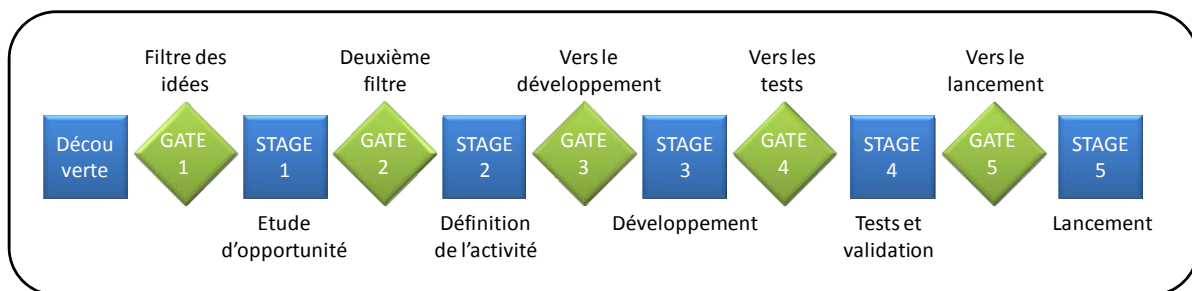 Filtre des
idées
Deuxième
filtre
Vers le
développement
Vers les
tests
Vers le
lancement
Décou
verte
GATE
1
STAGE
1
GATE
2
STAGE
2
GATE
3
STAGE
3
GATE
4
STAGE
4
GATE
5
STAGE
5
Etude
d'opportunité
Définition
de l'activité
Développement
Tests et
validation
Lancement